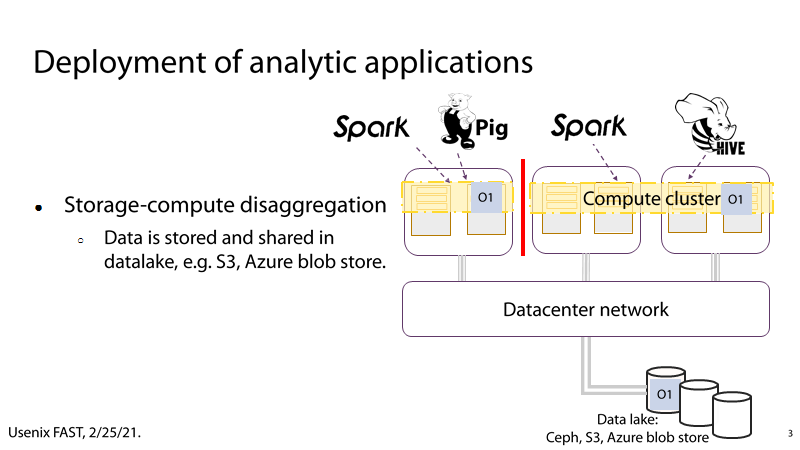 Deployment of analytic applications
Spark
Pig
Spark
HIVE
• Storage-compute disaggregation
Data is stored and shared in
datalake, e.g. S3, Azure blob store.
O1
Compute cluster
O1
Datacenter network
O1
Data lake:
Ceph, S3, Azure blob store
Usenix FAST, 2/25/21.
3